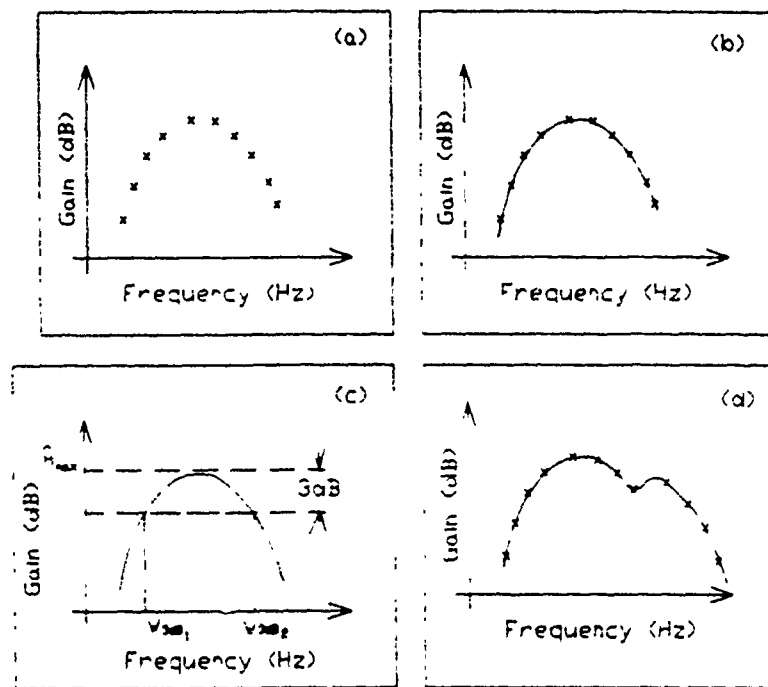 (a)
Gain (dB)
Frequency (Hz)
(b)
Gain (dB)
Frequency (Hz)
(c)
3dB
Gain (dB)
Frequency (Hz)
(d)
Gain (dB)
Frequency (Hz)